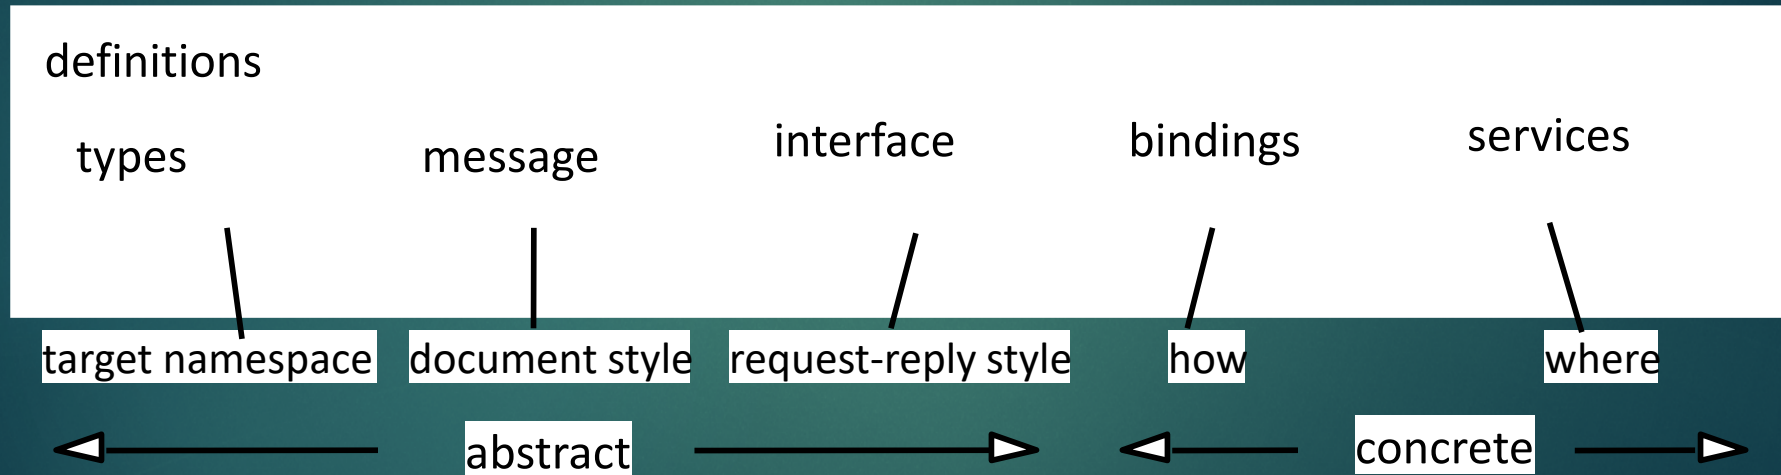 definitions
types
message
interface
bindings
services
target namespace
document style
request-reply style
how
where
abstract
concrete